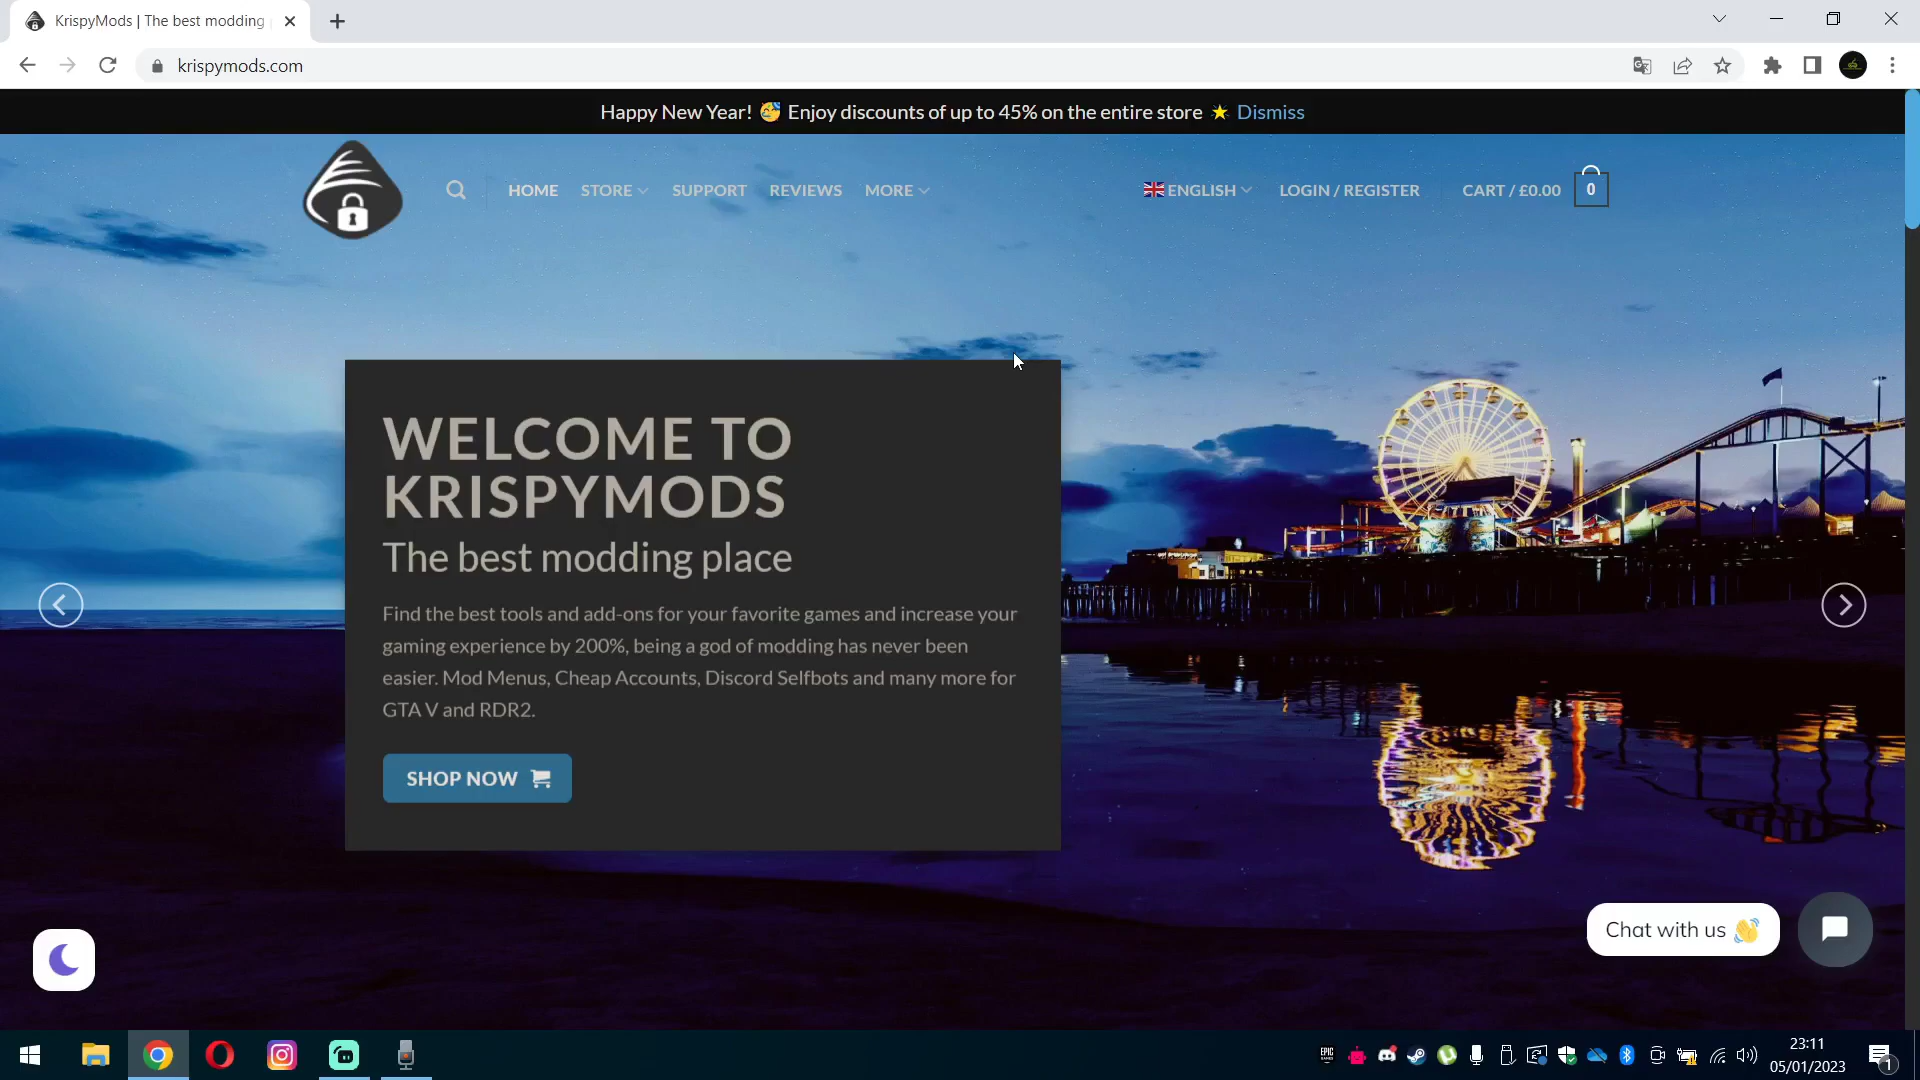 KrispyMods | The best modding
krispymods.com
Happy New Year! 🥳 Enjoy discounts of up to 45% on the entire store ⭐ Dismiss
HOME STORE SUPPORT REVIEWS MORE ENGLISH LOGIN / REGISTER CART / £0.00 0
WELCOME TO
KRISPYMODS
The best modding place
Find the best tools and add-ons for your favorite games and increase your
gaming experience by 200%, being a god of modding has never been
easier. Mod Menus, Cheap Accounts, Discord Selfbots and many more for
GTA V and RDR2.
SHOP NOW
Chat with us 👋
EPIC
23:11
05/01/2023
1